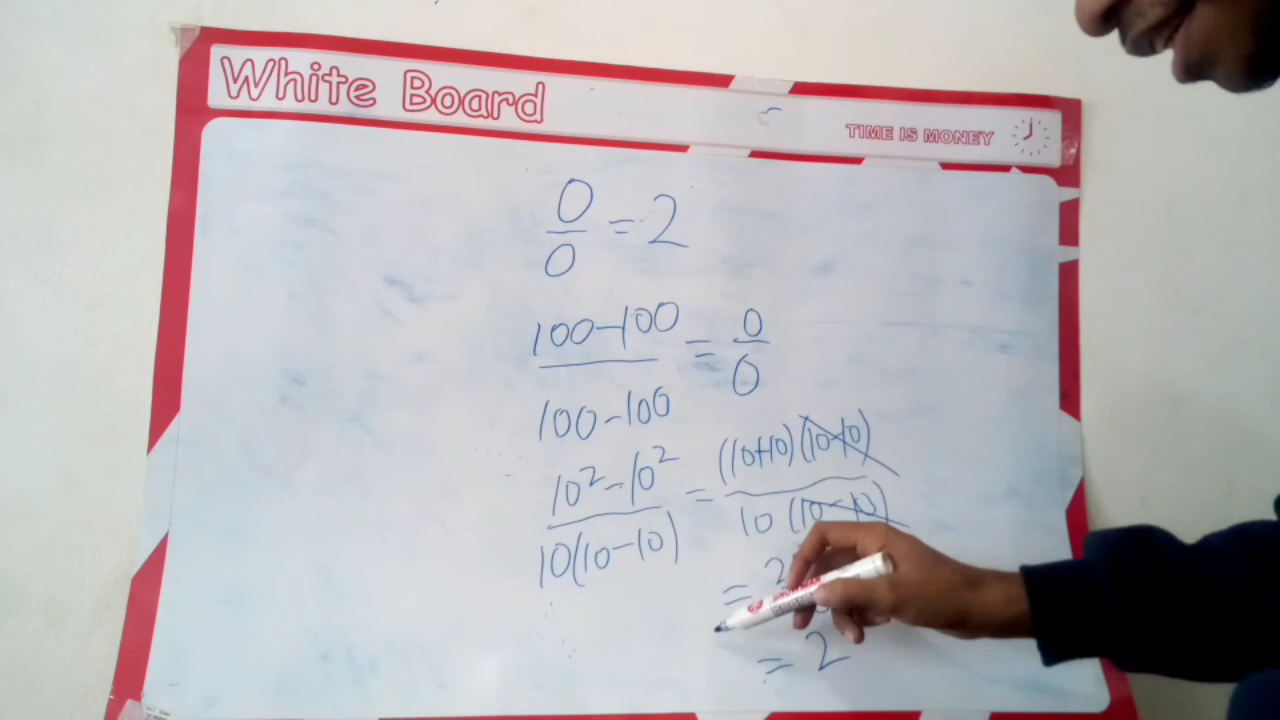 White Board
TIME IS MONEY
0/0 = 2
100-100/100-100 = 0/0
10²-10²/10(10-10) = (10+10)(10-10)/10(10-10)
= 2
= 2